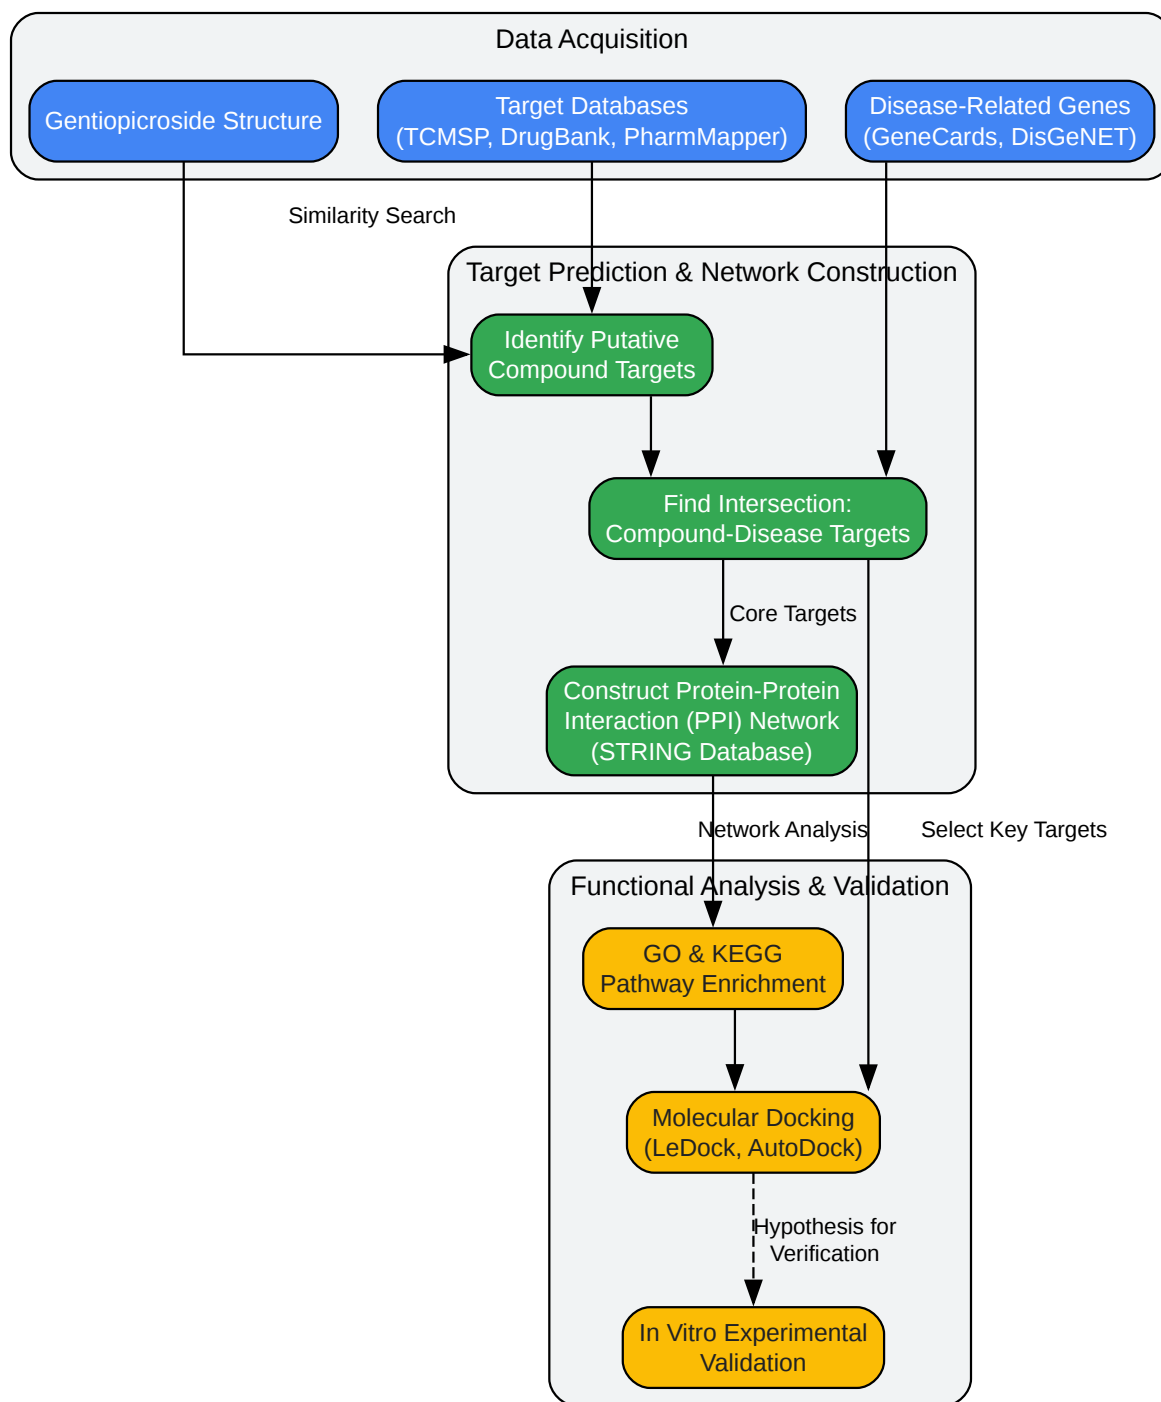 Data Acquisition
Gentiopicroside Structure
Target Databases
(TCMSP, DrugBank, PharmMapper)
Disease-Related Genes
(GeneCards, DisGeNET)
Similarity Search
Target Prediction & Network Construction
Identify Putative
Compound Targets
Find Intersection:
Compound-Disease Targets
Core Targets
Construct Protein-Protein
Interaction (PPI) Network
(STRING Database)
Network Analysis
Select Key Targets
Functional Analysis & Validation
GO & KEGG
Pathway Enrichment
Molecular Docking
(LeDock, AutoDock)
Hypothesis for
Verification
In Vitro Experimental
Validation